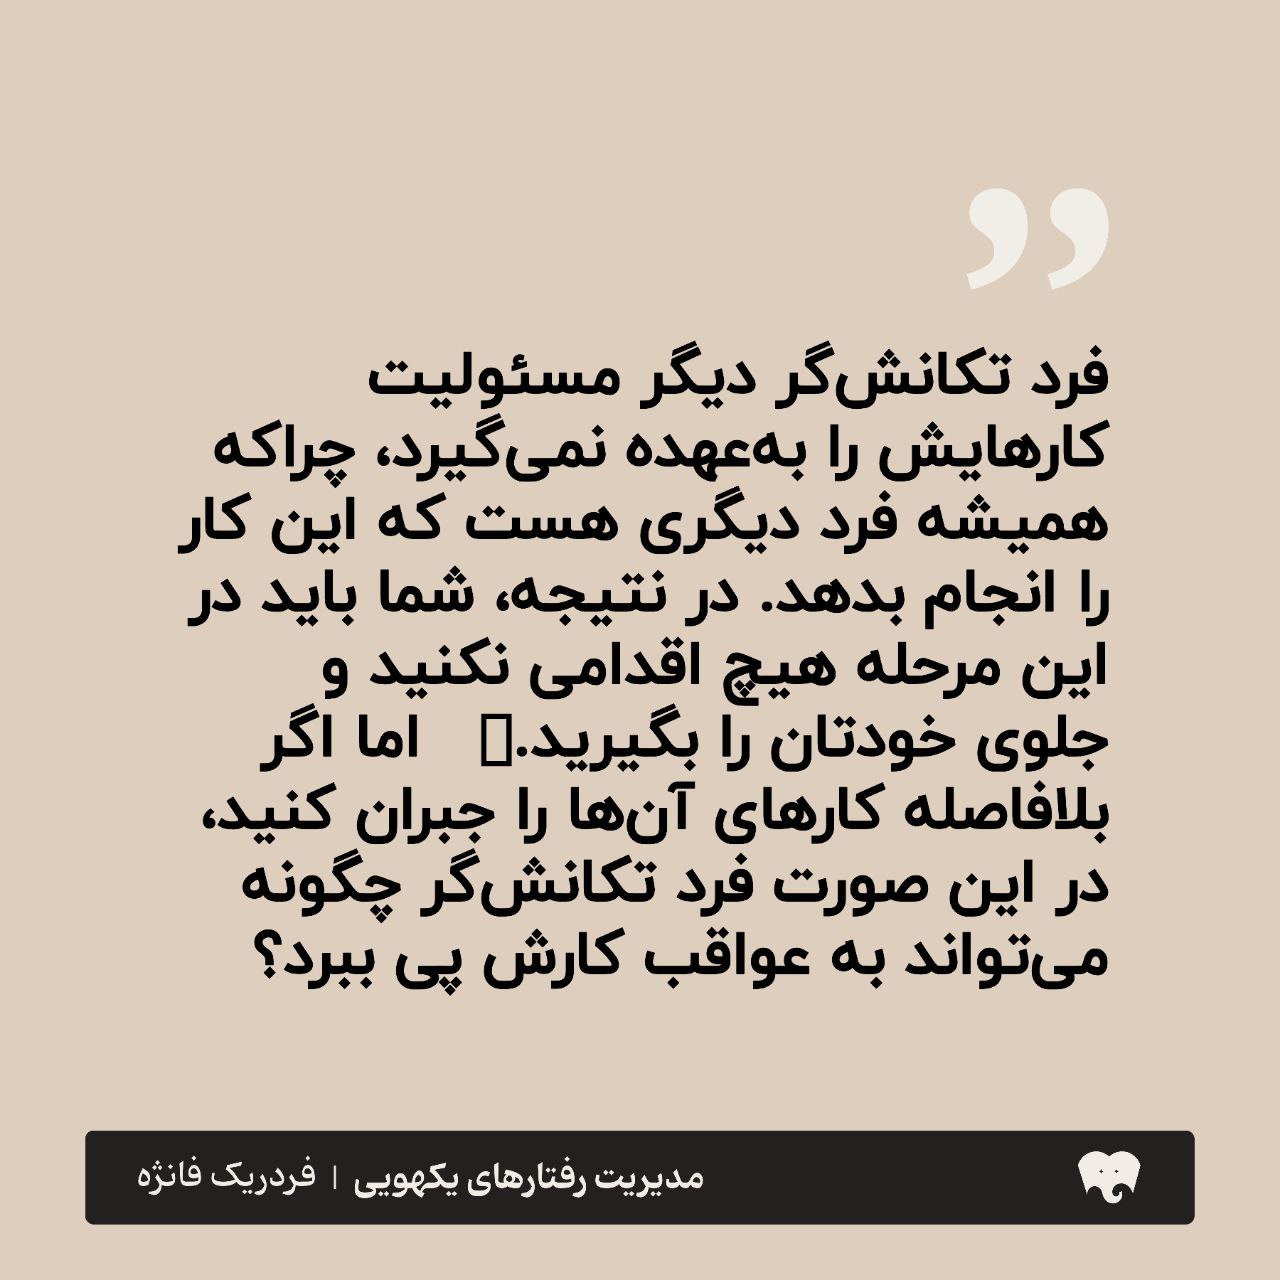 ”
فرد تکانش‌گر دیگر مسئولیت
کارهایش را به‌عهده نمی‌گیرد، چراکه
همیشه فرد دیگری هست که این کار
را انجام بدهد. در نتیجه، شما باید در
این مرحله هیچ اقدامی نکنید و
جلوی خودتان را بگیرید.▯ اما اگر
بلافاصله کارهای آن‌ها را جبران کنید،
در این صورت فرد تکانش‌گر چگونه
می‌تواند به عواقب کارش پی ببرد؟
مدیریت رفتارهای یکهویی | فردریک فانژه